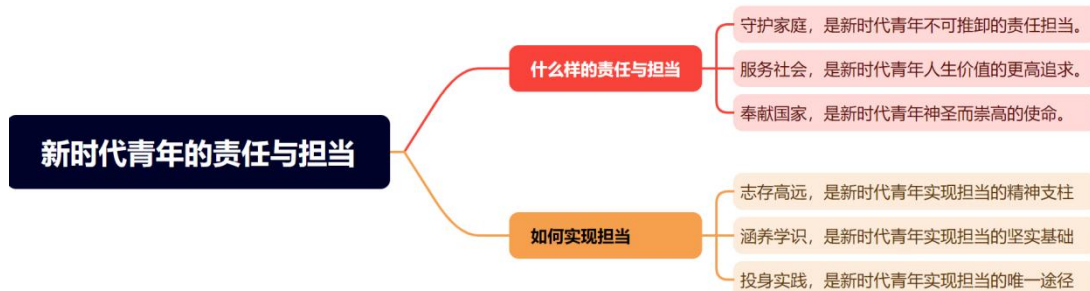 新时代青年的责任与担当
什么样的责任与担当
守护家庭，是新时代青年不可推卸的责任担当。
服务社会，是新时代青年人生价值的更高追求。
奉献国家，是新时代青年神圣而崇高的使命。
如何实现担当
志存高远，是新时代青年实现担当的精神支柱
涵养学识，是新时代青年实现担当的坚实基础
投身实践，是新时代青年实现担当的唯一途径